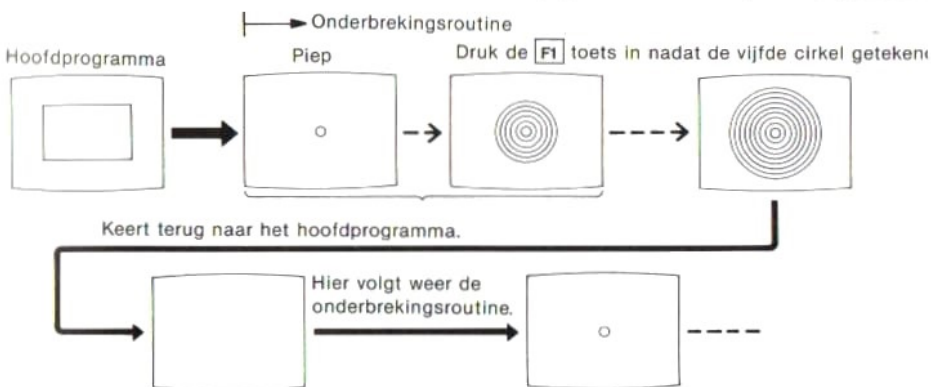 Onderbrekingsroutine
Hoofdprogramma
Piep
Druk de F1 toets in nadat de vijfde cirkel getekend
Keert terug naar het hoofdprogramma.
Hier volgt weer de
onderbrekingsroutine.